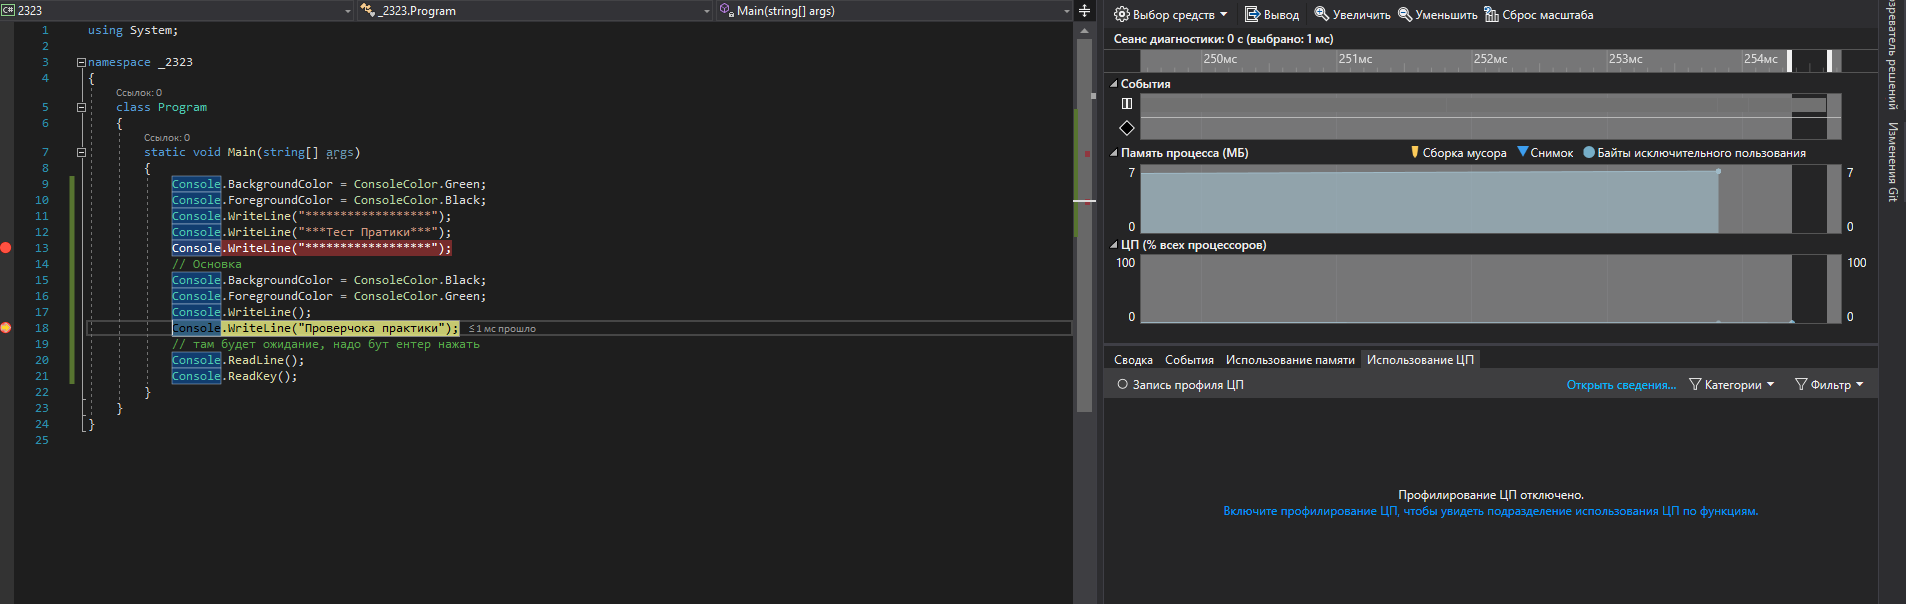 C# 2323
_2323.Program
Main(string[] args)
1 using System;
2
3 namespace _2323
4 {
Ссылок: 0
5 class Program
6 {
Ссылок: 0
7 static void Main(string[] args)
8 {
9 Console.BackgroundColor = ConsoleColor.Green;
10 Console.ForegroundColor = ConsoleColor.Black;
11 Console.WriteLine("******************");
12 Console.WriteLine("***Тест Пратики***");
13 Console.WriteLine("******************");
14 // Основка
15 Console.BackgroundColor = ConsoleColor.Black;
16 Console.ForegroundColor = ConsoleColor.Green;
17 Console.WriteLine();
18 Console.WriteLine("Проверчока практики"); ≤ 1 мс прошло
19 // там будет ожидание, надо бут ентер нажать
20 Console.ReadLine();
21 Console.ReadKey();
22 }
23 }
24 }
25
Выбор средств Вывод Увеличить Уменьшить Сброс масштаба
Сеанс диагностики: 0 с (выбрано: 1 мс)
250мс 251мс 252мс 253мс 254мс
События
Память процесса (МБ) Сборка мусора Снимок Байты исключительного пользования
7 7
0 0
ЦП (% всех процессоров)
100 100
0 0
Сводка События Использование памяти Использование ЦП
Запись профиля ЦП Открыть сведения... Категории Фильтр
Профилирование ЦП отключено.
Включите профилирование ЦП, чтобы увидеть подразделение использования ЦП по функциям.
решений
Изменения Git